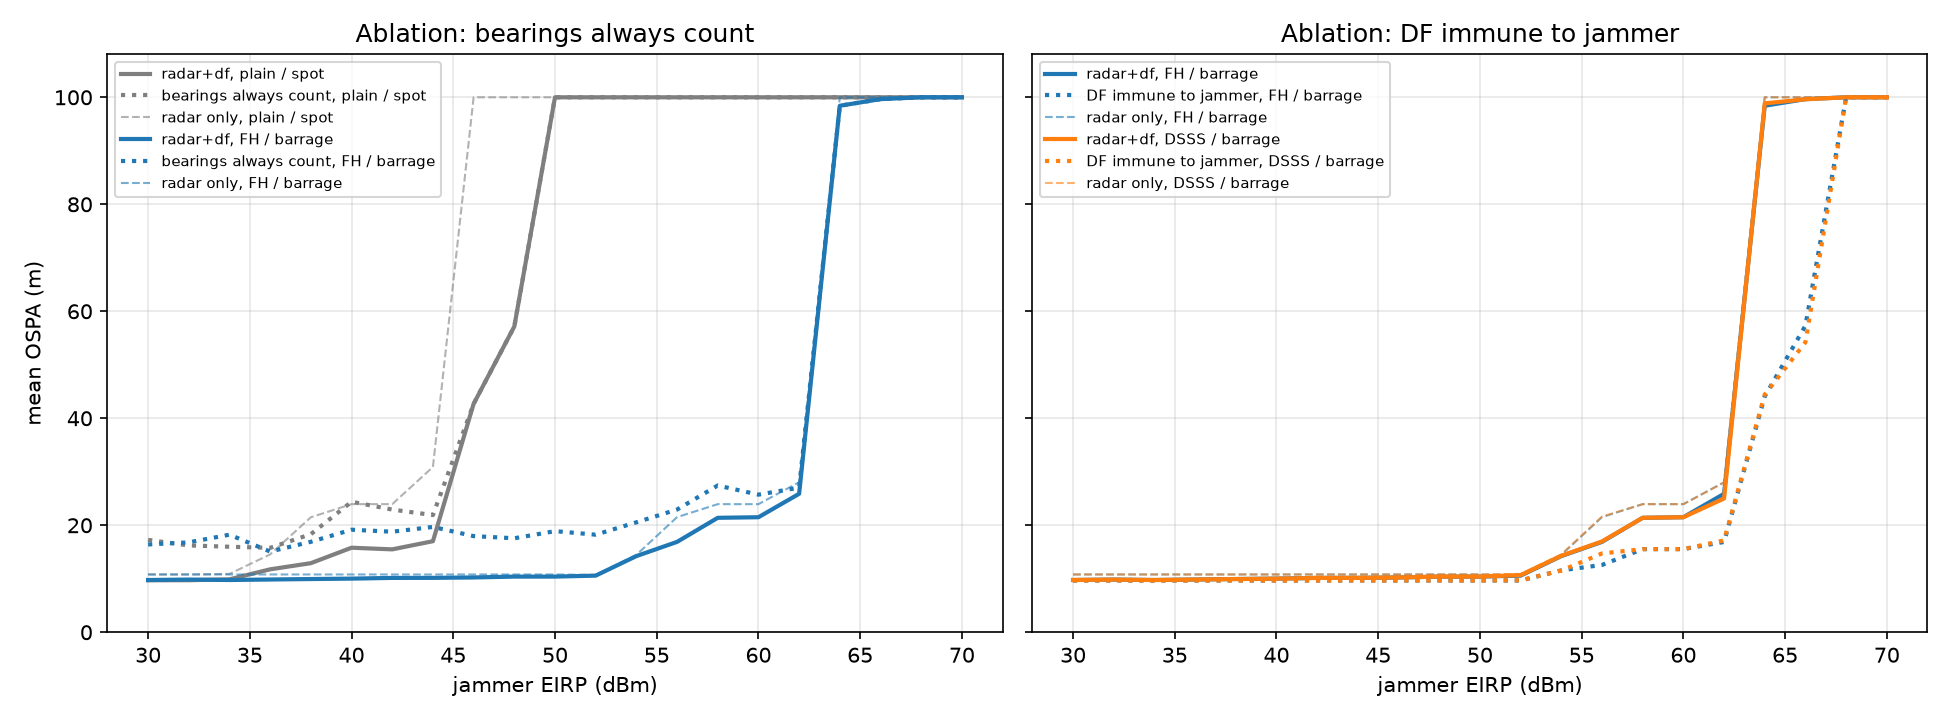 Ablation: bearings always count
radar+df, plain / spot
bearings always count, plain / spot
radar only, plain / spot
radar+df, FH / barrage
bearings always count, FH / barrage
radar only, FH / barrage
mean OSPA (m)
100
80
60
40
20
0
30
35
40
45
50
55
60
65
70
jammer EIRP (dBm)
Ablation: DF immune to jammer
radar+df, FH / barrage
DF immune to jammer, FH / barrage
radar only, FH / barrage
radar+df, DSSS / barrage
DF immune to jammer, DSSS / barrage
radar only, DSSS / barrage
30
35
40
45
50
55
60
65
70
jammer EIRP (dBm)